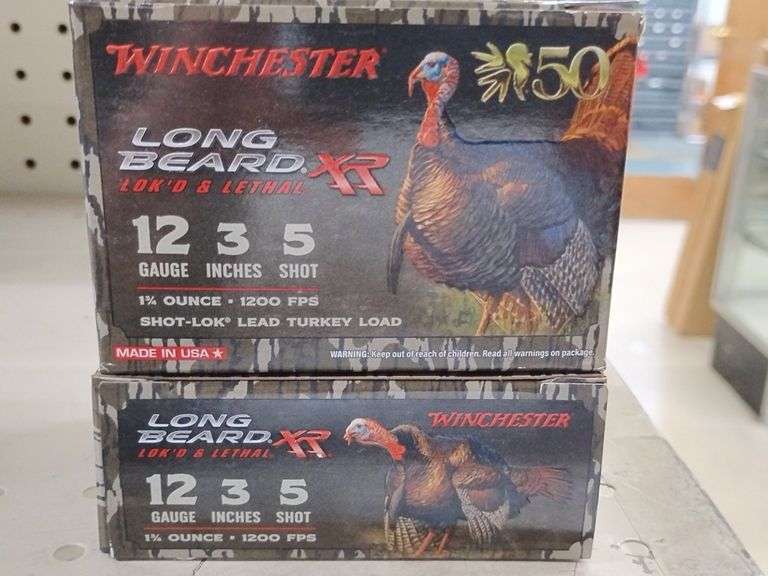 WINCHESTER
50
LONG
BEARD® XR
LOK'D & LETHAL
12 3 5
GAUGE INCHES SHOT
1¾ OUNCE • 1200 FPS
SHOT-LOK® LEAD TURKEY LOAD
MADE IN USA
WARNING: Keep out of reach of children. Read all warnings on package.
LONG
BEARD® XR
LOK'D & LETHAL
WINCHESTER
12 3 5
GAUGE INCHES SHOT
1¾ OUNCE • 1200 FPS